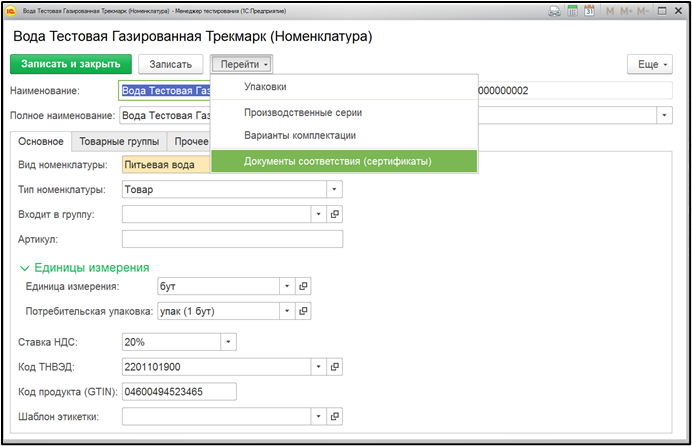 Вода Тестовая Газированная Трекмарк (Номенклатура) - Менеджер тестирования (1С:Предприятие)
M M+ M-
Вода Тестовая Газированная Трекмарк (Номенклатура)
Записать и закрыть Записать Перейти Еще
Упаковки
Наименование: Вода Тестовая Газ 00000000002
Производственные серии
Полное наименование: Вода Тестовая Газ
Варианты комплектации
Основное Товарные группы Прочее
Документы соответствия (сертификаты)
Вид номенклатуры: Питьевая вода
Тип номенклатуры: Товар
Входит в группу:
Артикул:
Единицы измерения
Единица измерения: бут
Потребительская упаковка: упак (1 бут)
Ставка НДС: 20%
Код ТНВЭД: 2201101900
Код продукта (GTIN): 04600494523465
Шаблон этикетки: